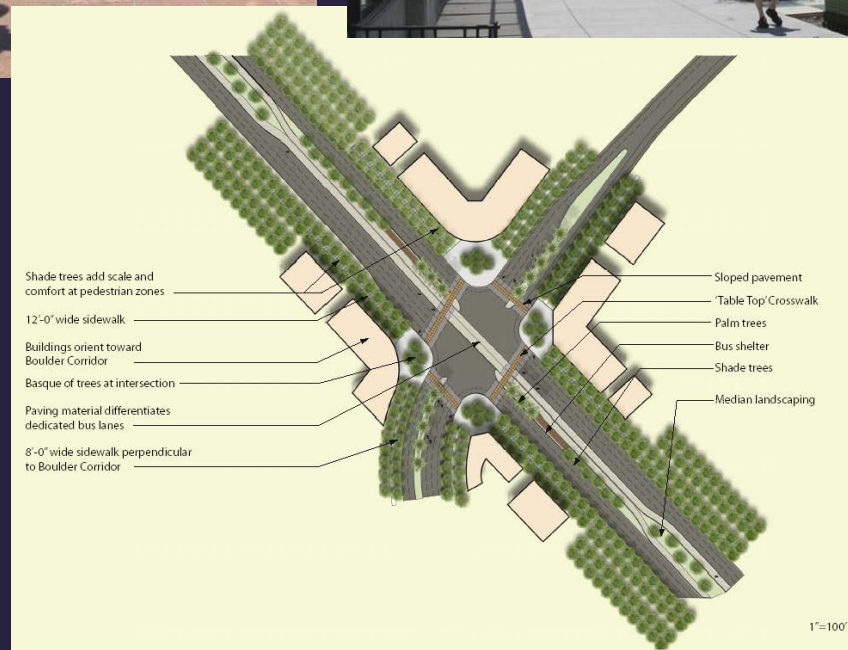 Shade trees add scale and
comfort at pedestrian zones
12'-0" wide sidewalk
Buildings orient toward
Boulder Corridor
Basque of trees at intersection
Paving material differentiates
dedicated bus lanes
8'-0" wide sidewalk perpendicular
to Boulder Corridor
Sloped pavement
'Table Top' Crosswalk
Palm trees
Bus shelter
Shade trees
Median landscaping
1"=100'